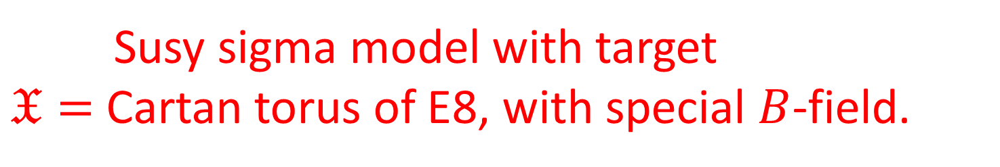 Susy sigma model with target
𝔛 = Cartan torus of E8, with special 𝐵-field.